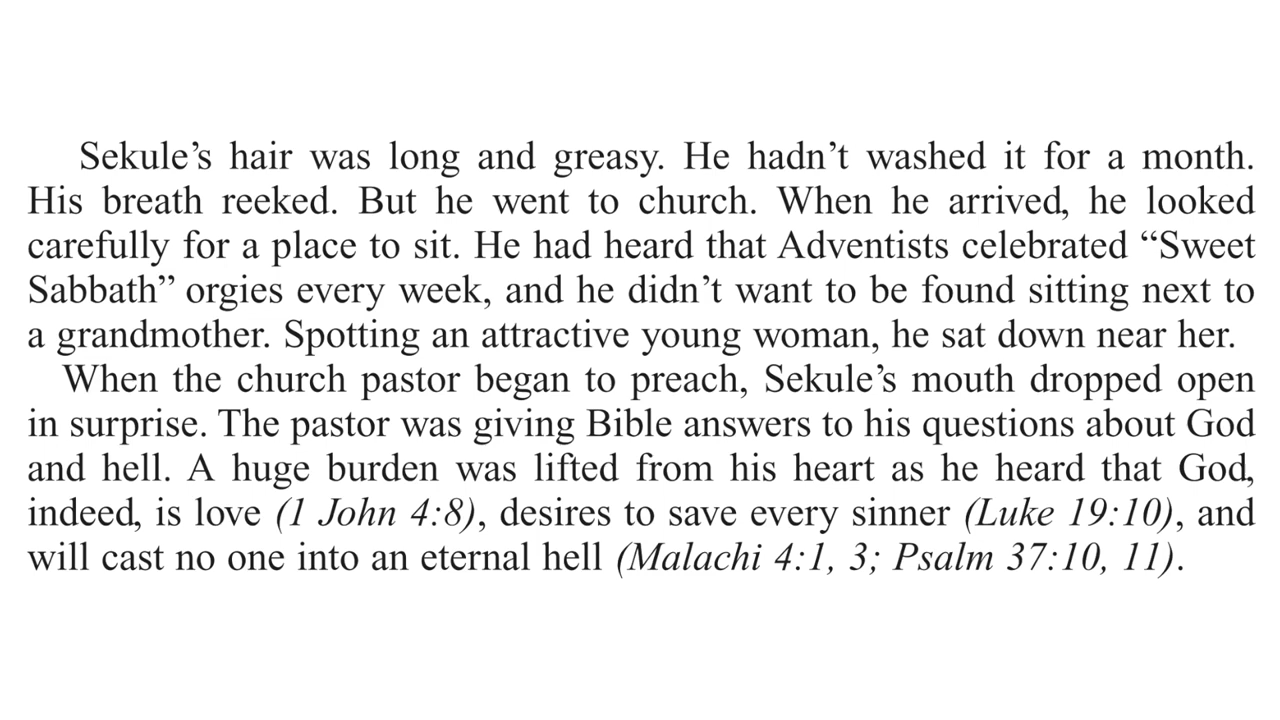 Sekule’s hair was long and greasy. He hadn’t washed it for a month.
His breath reeked. But he went to church. When he arrived, he looked
carefully for a place to sit. He had heard that Adventists celebrated “Sweet
Sabbath” orgies every week, and he didn’t want to be found sitting next to
a grandmother. Spotting an attractive young woman, he sat down near her.
When the church pastor began to preach, Sekule’s mouth dropped open
in surprise. The pastor was giving Bible answers to his questions about God
and hell. A huge burden was lifted from his heart as he heard that God,
indeed, is love (1 John 4:8), desires to save every sinner (Luke 19:10), and
will cast no one into an eternal hell (Malachi 4:1, 3; Psalm 37:10, 11).